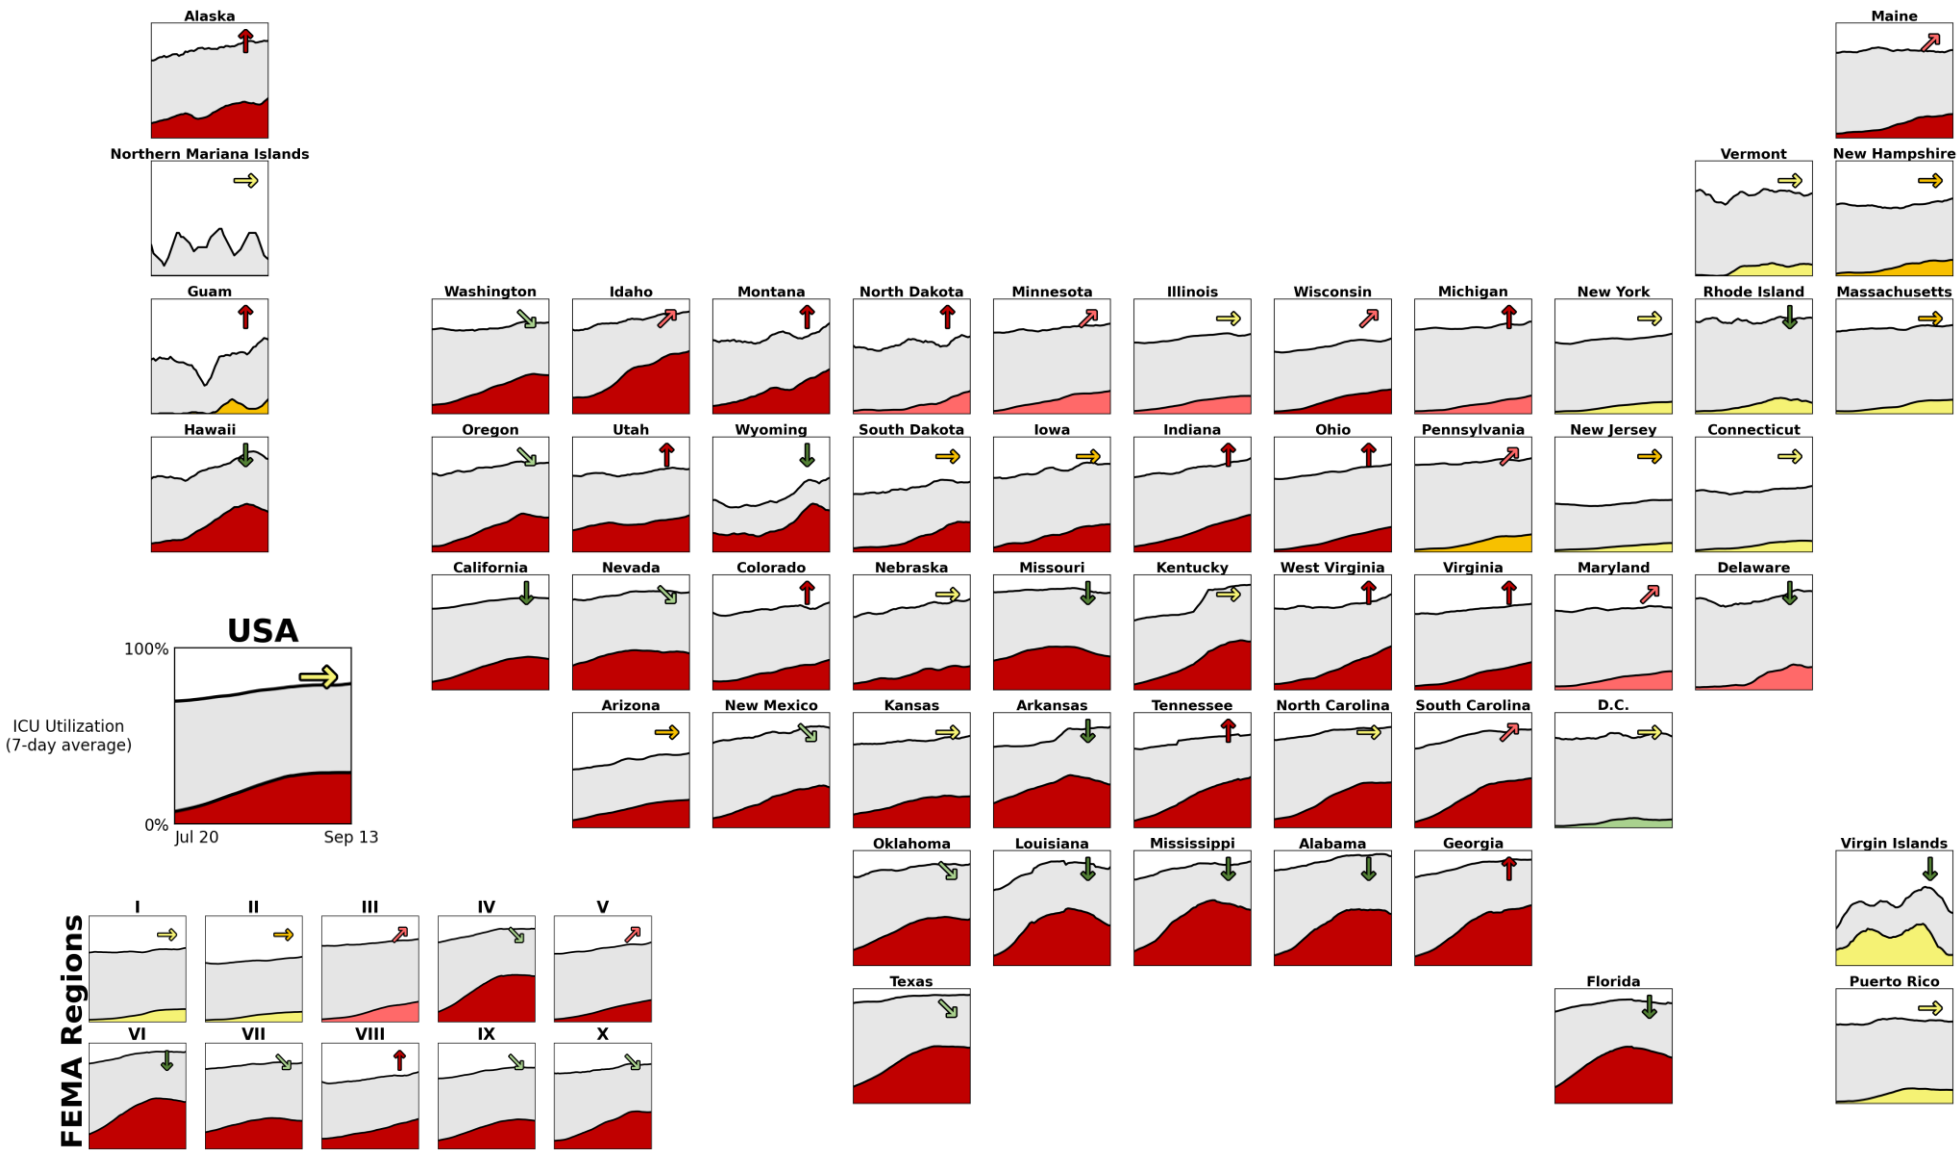 Alaska
Maine
Northern Mariana Islands
Vermont
New Hampshire
Guam
Washington
Idaho
Montana
North Dakota
Minnesota
Illinois
Wisconsin
Michigan
New York
Rhode Island
Massachusetts
Hawaii
Oregon
Utah
Wyoming
South Dakota
Iowa
Indiana
Ohio
Pennsylvania
New Jersey
Connecticut
California
Nevada
Colorado
Nebraska
Missouri
Kentucky
West Virginia
Virginia
Maryland
Delaware
USA
100%
ICU Utilization
(7-day average)
0%
Jul 20
Sep 13
Arizona
New Mexico
Kansas
Arkansas
Tennessee
North Carolina
South Carolina
D.C.
Oklahoma
Louisiana
Mississippi
Alabama
Georgia
Virgin Islands
Texas
Florida
Puerto Rico
FEMA Regions
I
II
III
IV
V
VI
VII
VIII
IX
X